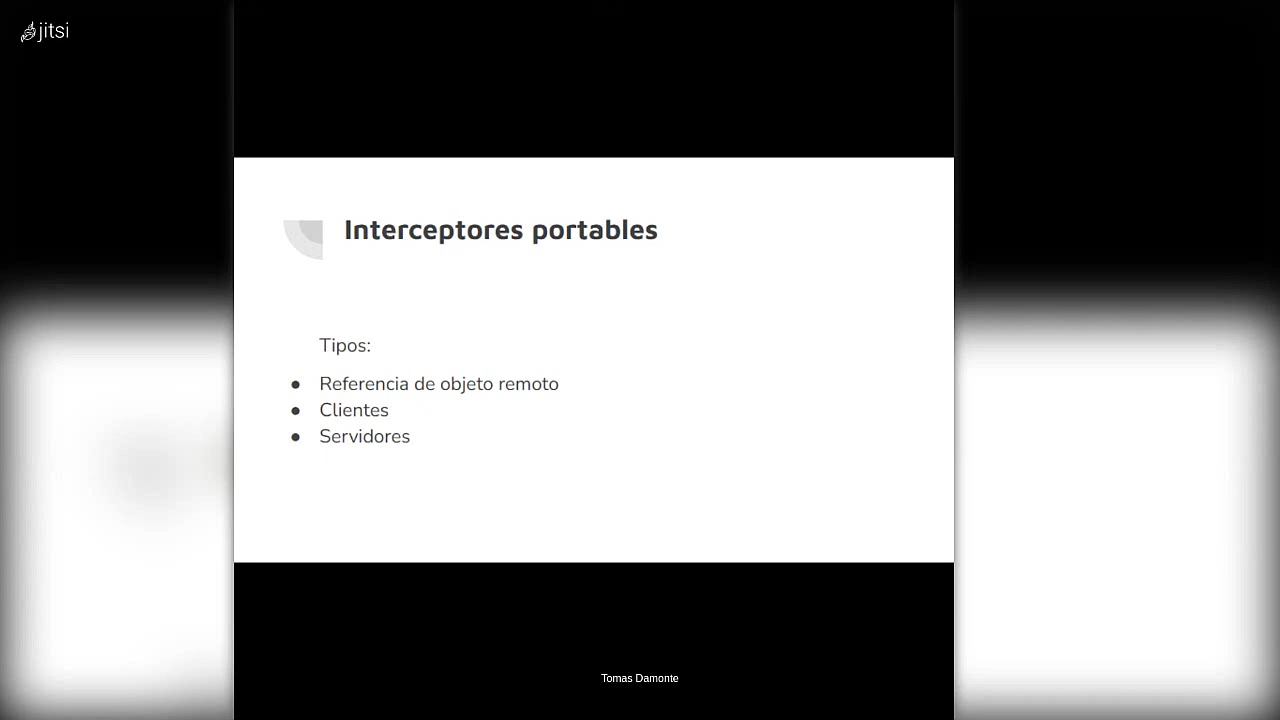 jitsi
Interceptores portables
Tipos:
● Referencia de objeto remoto
● Clientes
● Servidores
Tomas Damonte